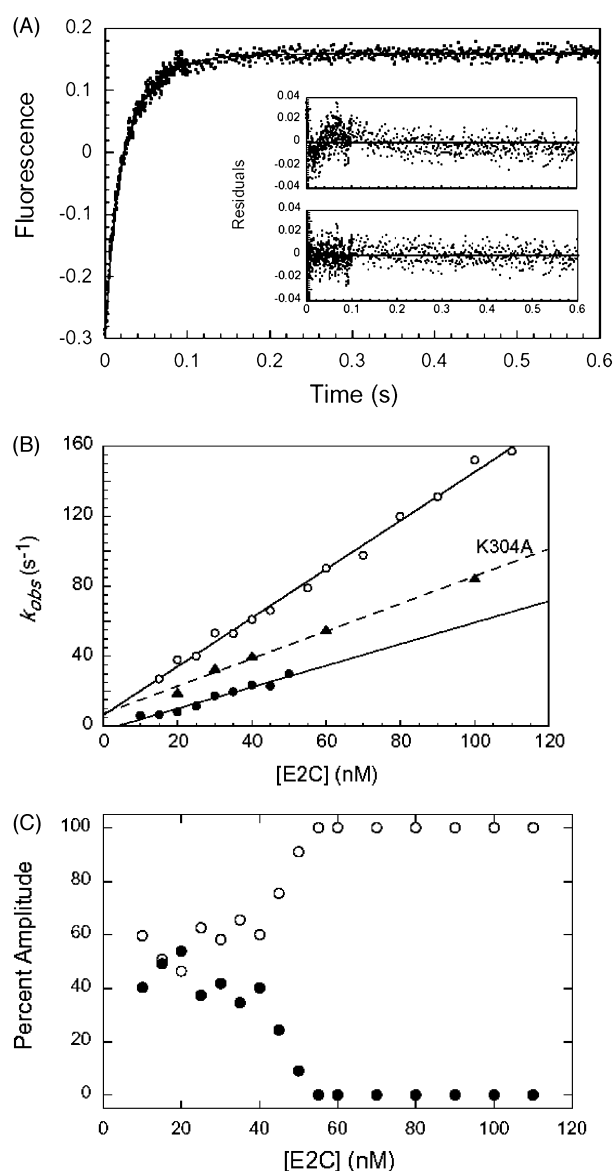 (A)
0.2
0.1
0
-0.1
-0.2
-0.3
Fluorescence
0.04
0.02
0
-0.02
-0.04
Residuals
0.04
0.02
0
-0.02
-0.04
0 0.1 0.2 0.3 0.4 0.5 0.6
0 0.1 0.2 0.3 0.4 0.5 0.6
Time (s)
(B)
160
120
80
40
0
kobs (s-1)
K304A
0 20 40 60 80 100 120
[E2C] (nM)
(C)
100
80
60
40
20
0
Percent Amplitude
0 20 40 60 80 100 120
[E2C] (nM)